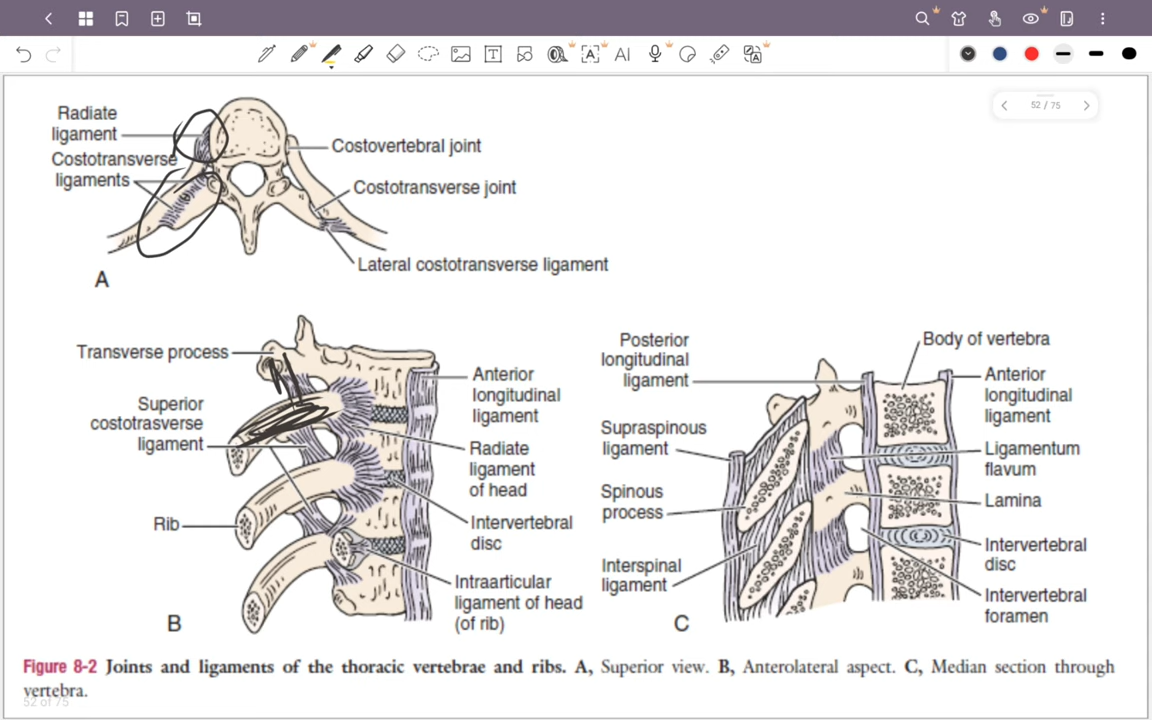 52 / 75
Radiate
ligament
Costotransverse
ligaments
Costovertebral joint
Costotransverse joint
Lateral costotransverse ligament
A
Transverse process
Superior
costotrasverse
ligament
Rib
Anterior
longitudinal
ligament
Radiate
ligament
of head
Intervertebral
disc
Intraarticular
ligament of head
(of rib)
B
Posterior
longitudinal
ligament
Supraspinous
ligament
Spinous
process
Interspinal
ligament
Body of vertebra
Anterior
longitudinal
ligament
Ligamentum
flavum
Lamina
Intervertebral
disc
Intervertebral
foramen
C
Figure 8-2 Joints and ligaments of the thoracic vertebrae and ribs. A, Superior view. B, Anterolateral aspect. C, Median section through
vertebra.
52 of 75